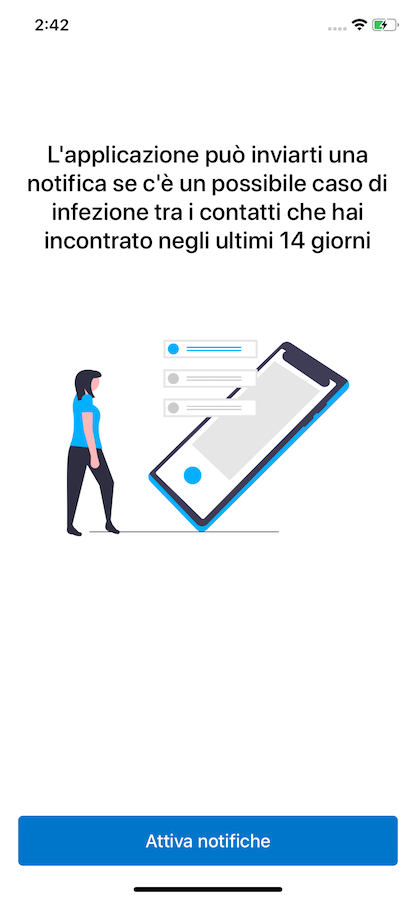 2:42
L'applicazione può inviarti una
notifica se c'è un possibile caso di
infezione tra i contatti che hai
incontrato negli ultimi 14 giorni
Attiva notifiche